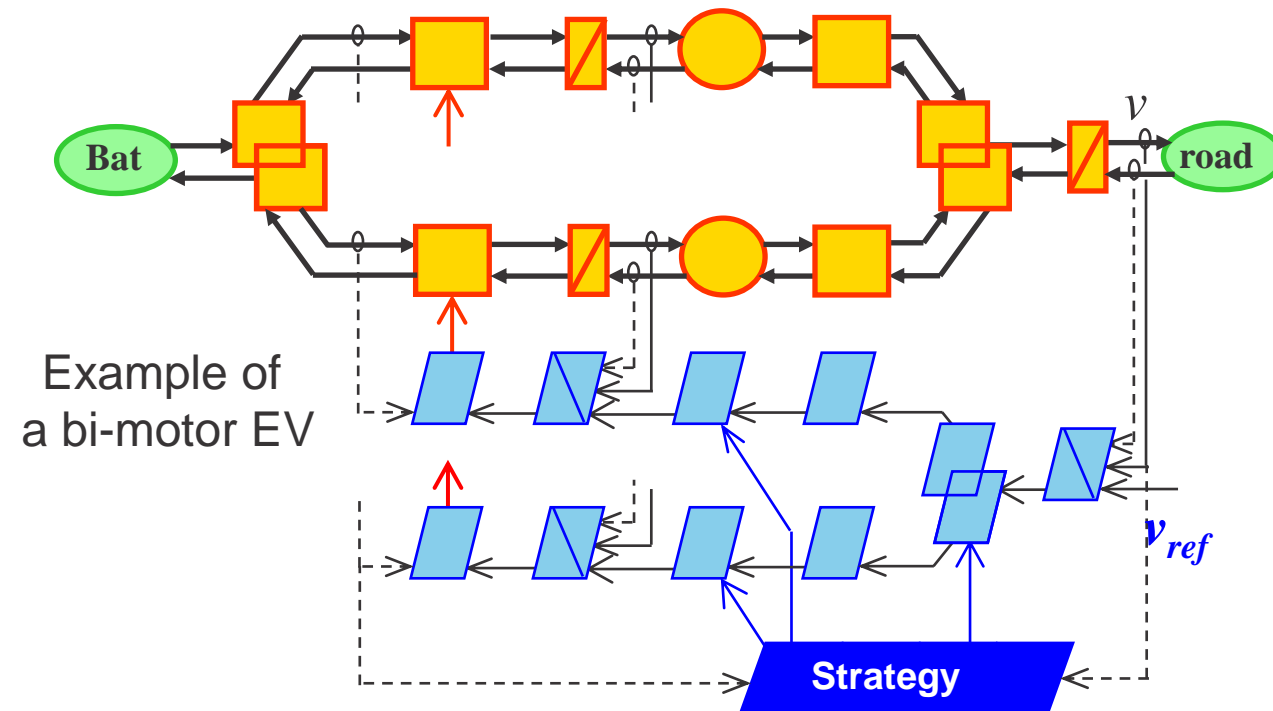 v
Bat
road
Example of
a bi-motor EV
v_ref
Strategy